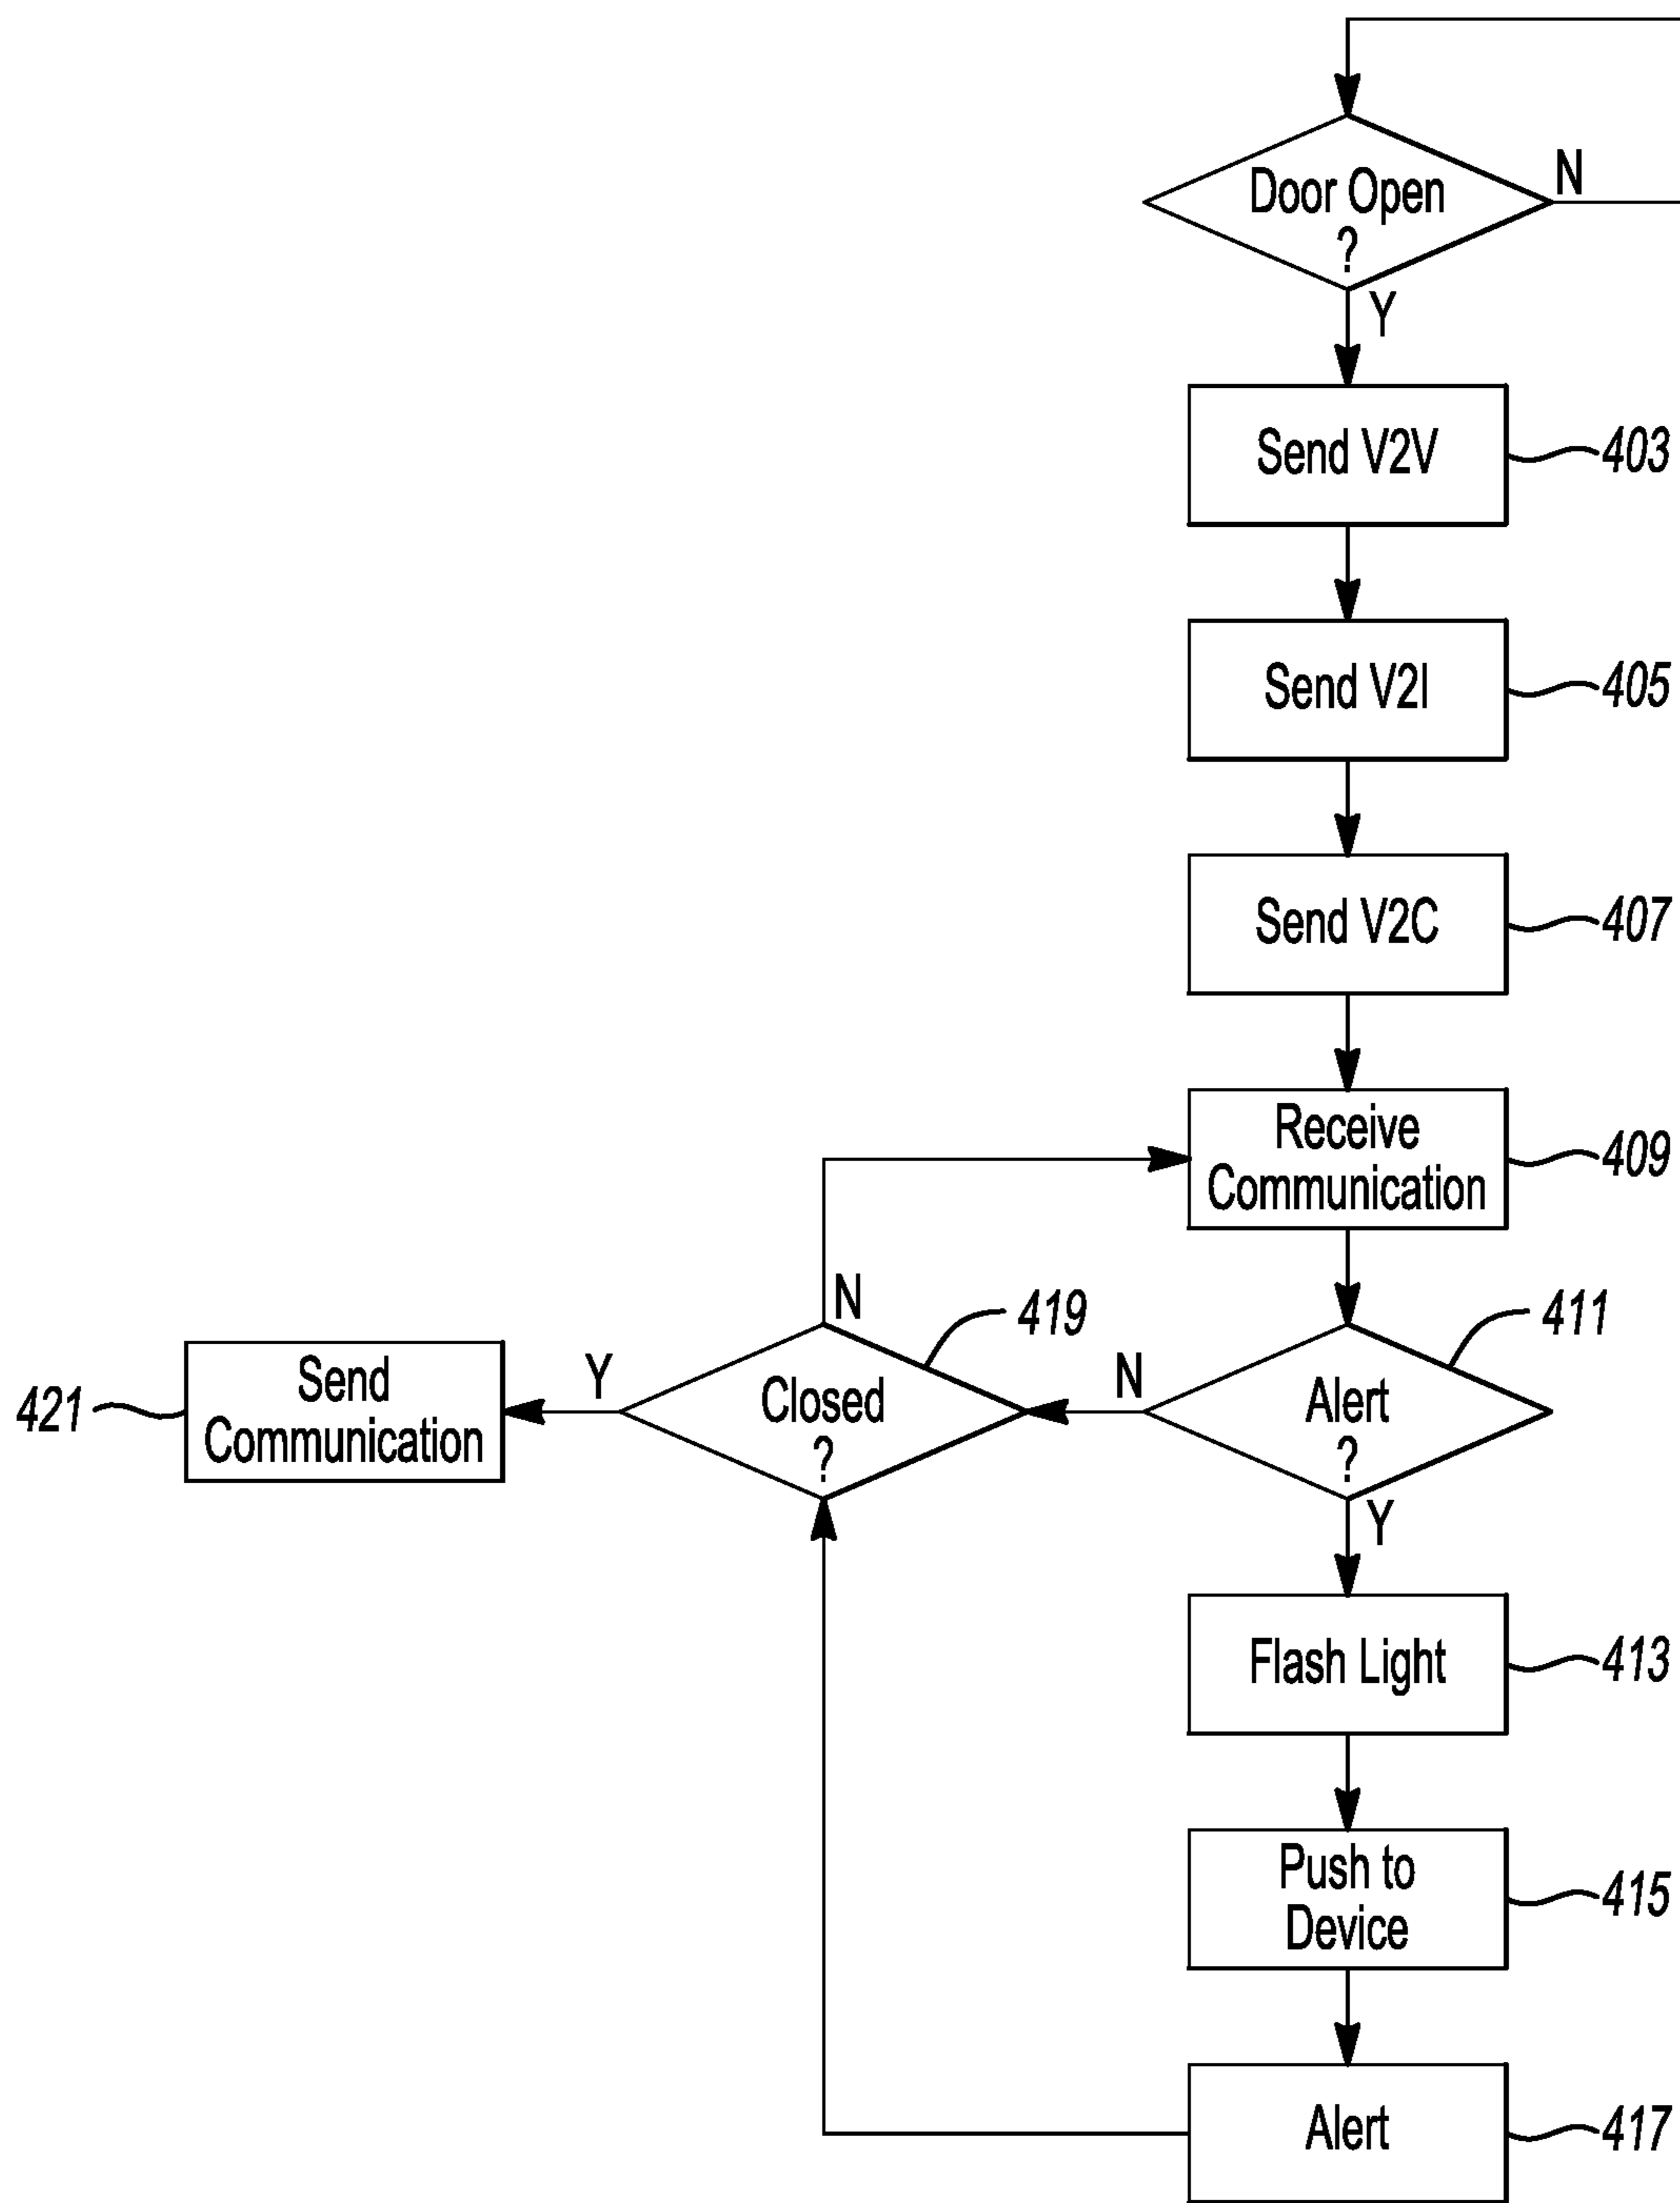 Door Open
?
N
Y
Send V2V
403
Send V2I
405
Send V2C
407
Receive
Communication
409
N
419
411
421
Send
Communication
Y
Closed
?
N
Alert
?
Y
Flash Light
413
Push to
Device
415
Alert
417